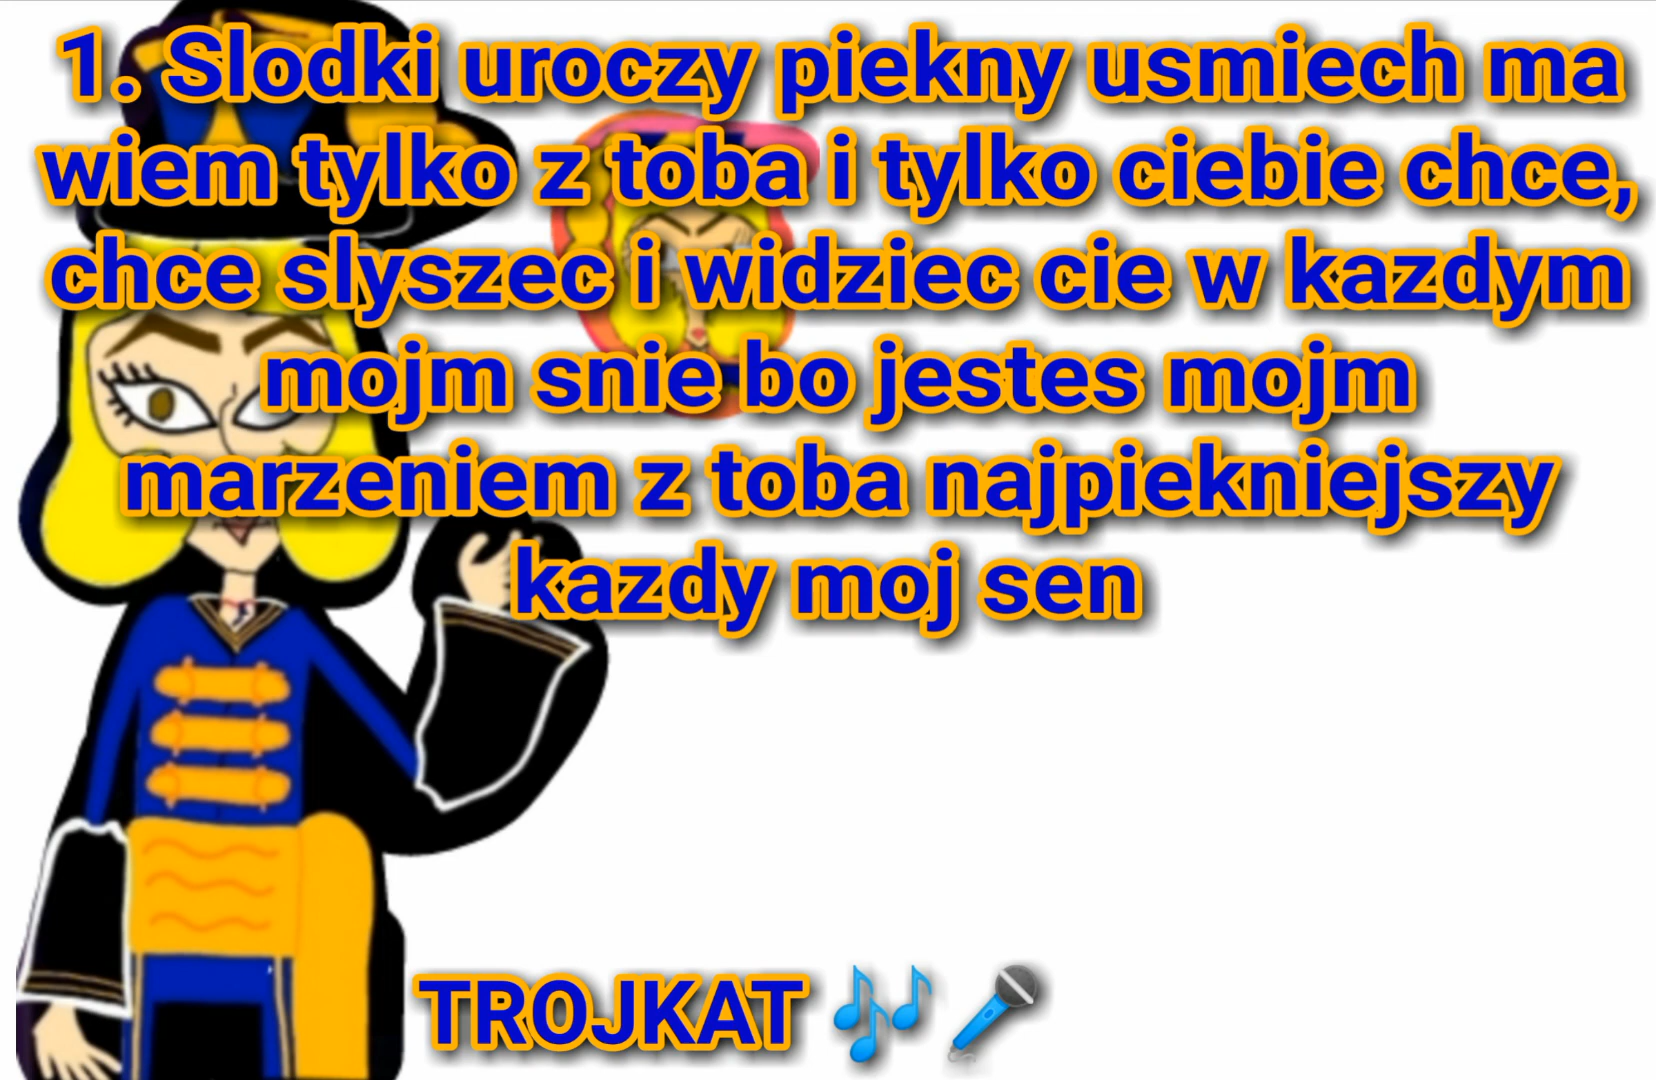 1. Slodki uroczy piekny usmiech ma
wiem tylko z toba i tylko ciebie chce,
chce slyszec i widziec cie w kazdym
mojm snie bo jestes mojm
marzeniem z toba najpiekniejszy
kazdy moj sen
TROJKAT 🎶🎤